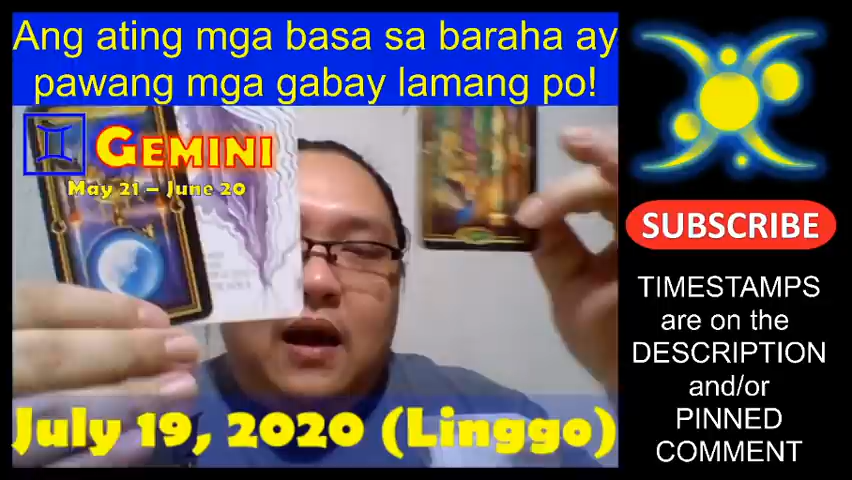 Ang ating mga basa sa baraha ay
pawang mga gabay lamang po!
GEMINI
May 21 – June 20
July 19, 2020 (Linggo)
SUBSCRIBE
TIMESTAMPS
are on the
DESCRIPTION
and/or
PINNED
COMMENT